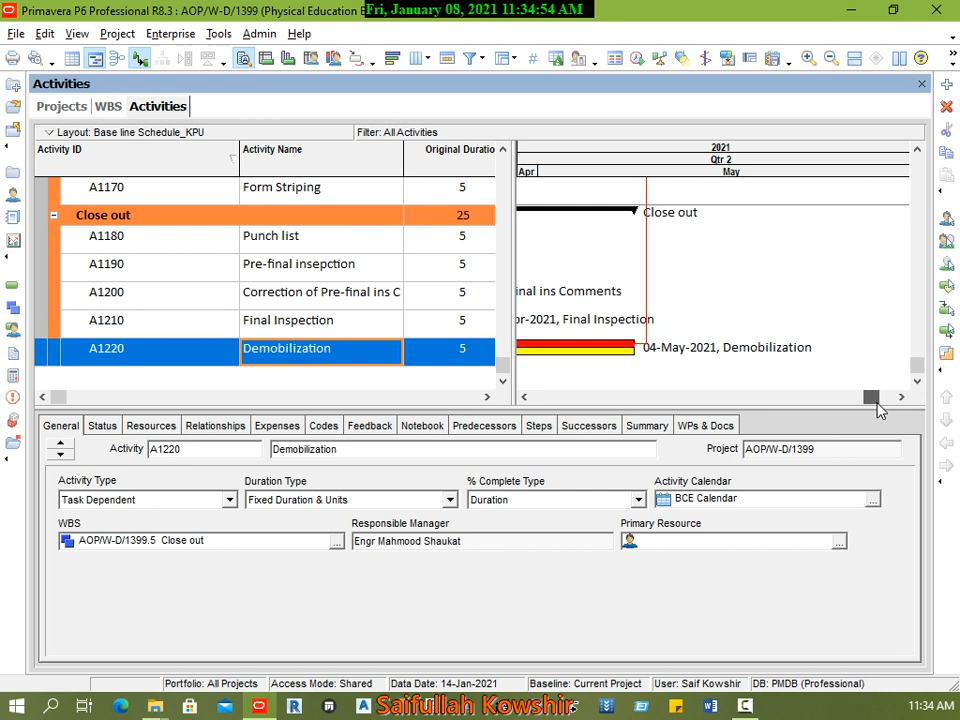 Primavera P6 Professional R8.3 : AOP/W-D/1399 (Physical Education E
Fri, January 08, 2021 11:34:54 AM
File Edit View Project Enterprise Tools Admin Help
Activities
Projects WBS Activities
Layout: Base line Schedule_KPU
Filter: All Activities
Activity ID Activity Name Original Duratio
2021
Qtr 2
Apr May
A1170 Form Striping 5
Close out 25 Close out
A1180 Punch list 5
A1190 Pre-final insepction 5
A1200 Correction of Pre-final ins C 5 inal ins Comments
A1210 Final Inspection 5 pr-2021, Final Inspection
A1220 Demobilization 5 04-May-2021, Demobilization
General Status Resources Relationships Expenses Codes Feedback Notebook Predecessors Steps Successors Summary WPs & Docs
Activity A1220 Demobilization Project AOP/W-D/1399
Activity Type Duration Type % Complete Type Activity Calendar
Task Dependent Fixed Duration & Units Duration BCE Calendar
WBS Responsible Manager Primary Resource
AOP/W-D/1399.5 Close out Engr Mahmood Shaukat
Portfolio: All Projects Access Mode: Shared Data Date: 14-Jan-2021 Baseline: Current Project User: Saif Kowshir DB: PMDB (Professional)
Saifullah Kowshir
11:34 AM